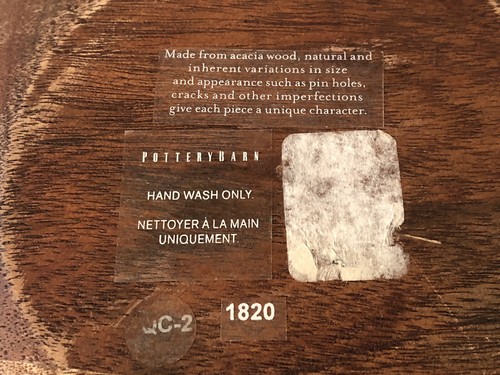 Made from acacia wood, natural and
inherent variations in size
and appearance such as pin holes,
cracks and other imperfections
give each piece a unique character.
POTTERYBARN
HAND WASH ONLY.
NETTOYER À LA MAIN
UNIQUEMENT.
QC-2
1820